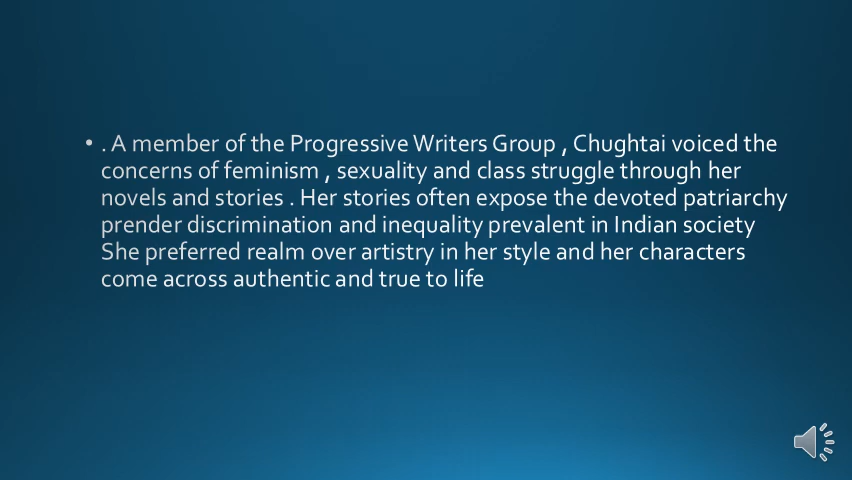 • . A member of the Progressive Writers Group , Chughtai voiced the
concerns of feminism , sexuality and class struggle through her
novels and stories . Her stories often expose the devoted patriarchy
prender discrimination and inequality prevalent in Indian society
She preferred realm over artistry in her style and her characters
come across authentic and true to life